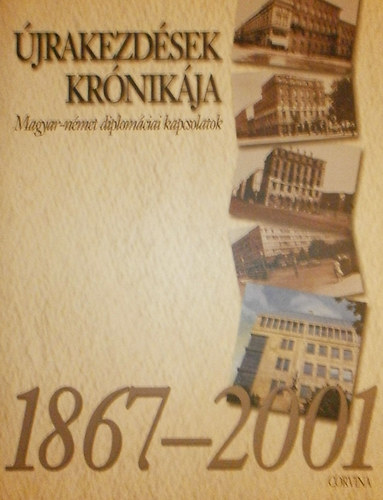 ÚJRAKEZDÉSEK
KRÓNIKÁJA
Magyar-német diplomáciai kapcsolatok
1867–2001
CORVINA